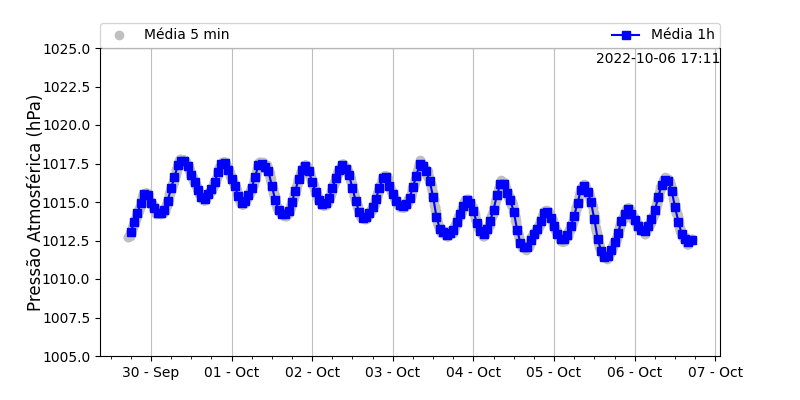 Média 5 min
Média 1h
2022-10-06 17:11
Pressão Atmosférica (hPa)
1025.0
1022.5
1020.0
1017.5
1015.0
1012.5
1010.0
1007.5
1005.0
30 - Sep
01 - Oct
02 - Oct
03 - Oct
04 - Oct
05 - Oct
06 - Oct
07 - Oct